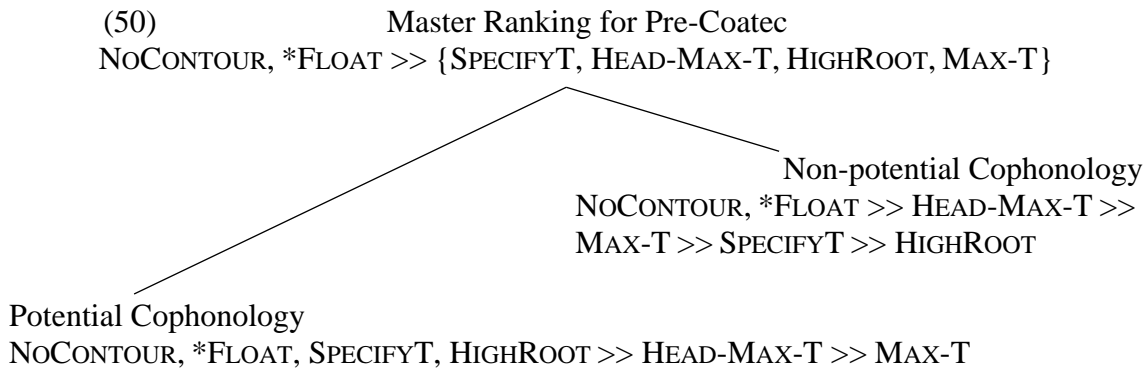 (50) Master Ranking for Pre-Coatec
NOCONTOUR, *FLOAT >> {SPECIFYT, HEAD-MAX-T, HIGHROOT, MAX-T}
Non-potential Cophonology
NOCONTOUR, *FLOAT >> HEAD-MAX-T >>
MAX-T >> SPECIFYT >> HIGHROOT
Potential Cophonology
NOCONTOUR, *FLOAT, SPECIFYT, HIGHROOT >> HEAD-MAX-T >> MAX-T